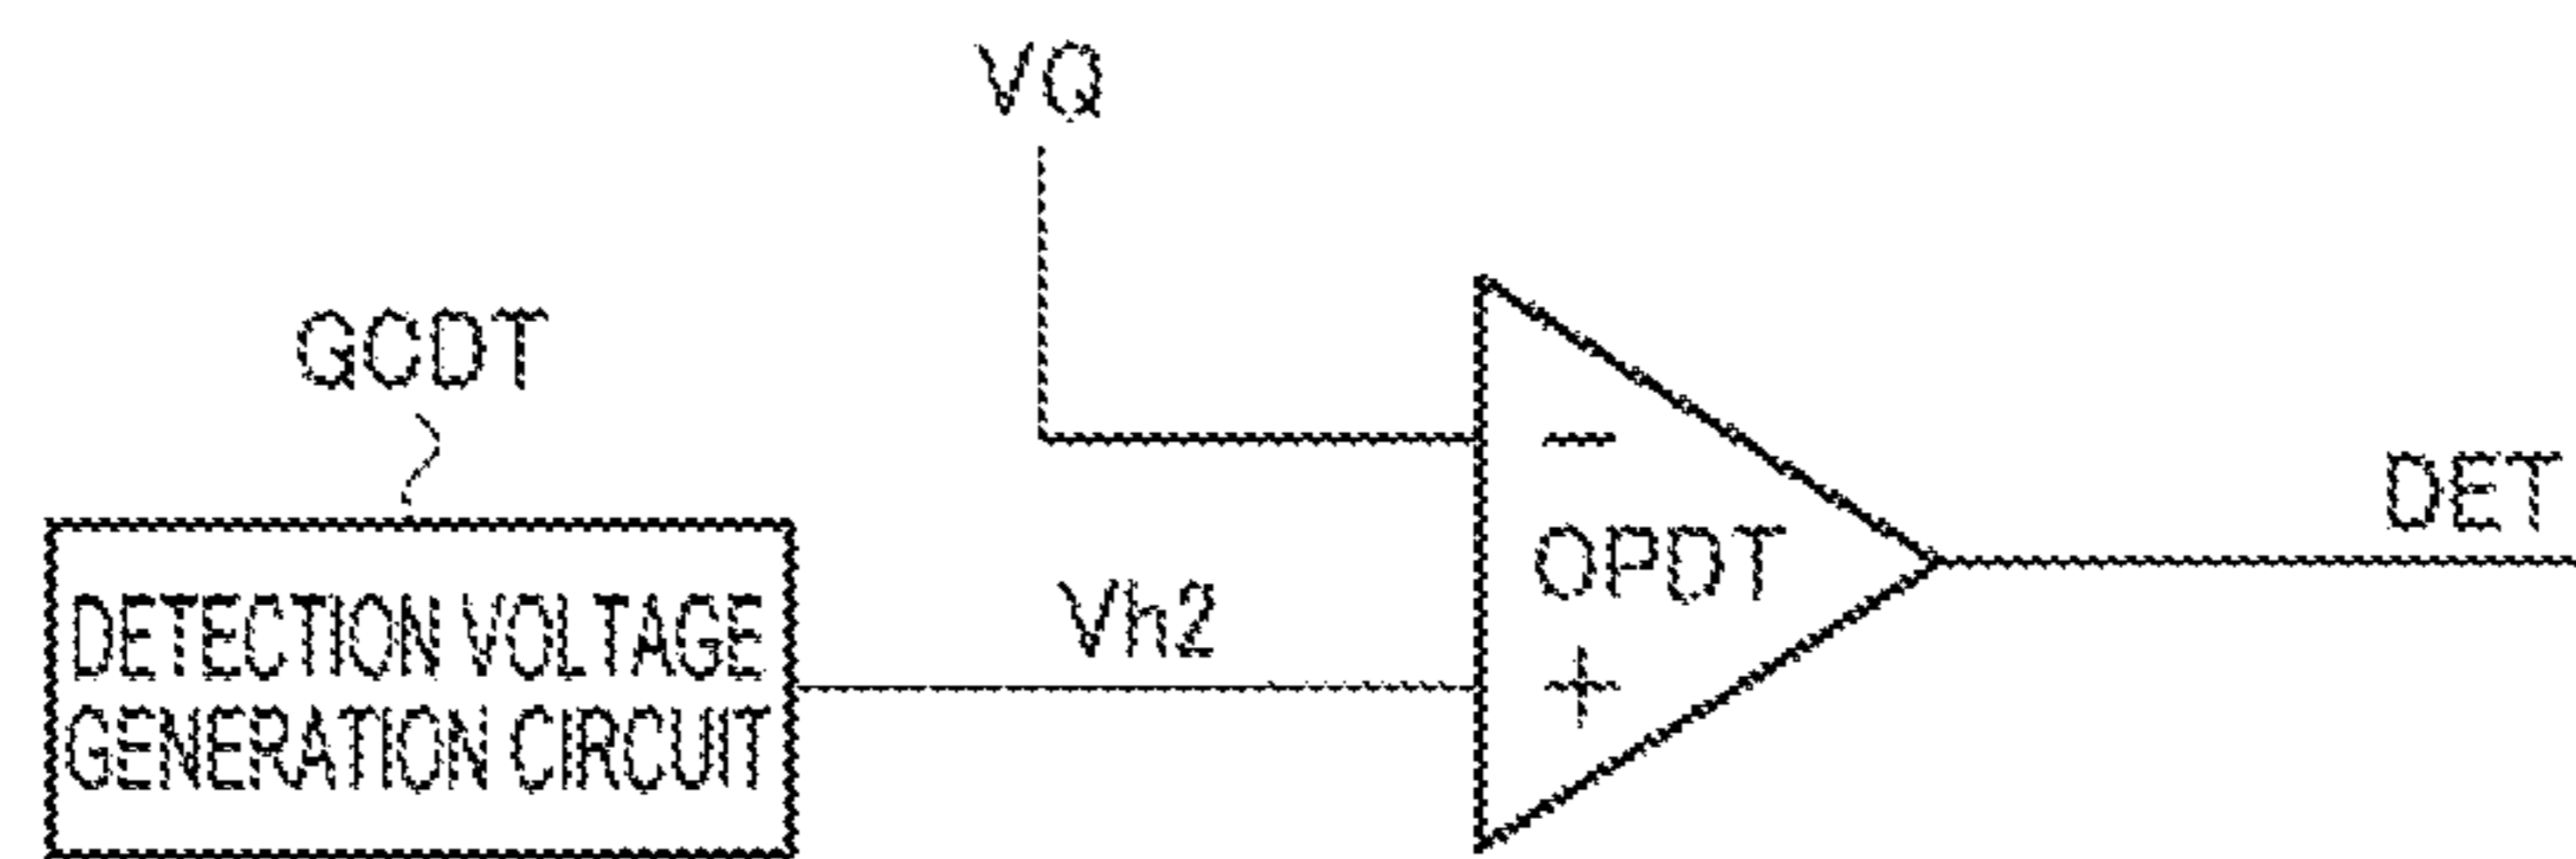 VQ
GCDT
DETECTION VOLTAGE
GENERATION CIRCUIT
Vh2
−
OPDT
+
DET